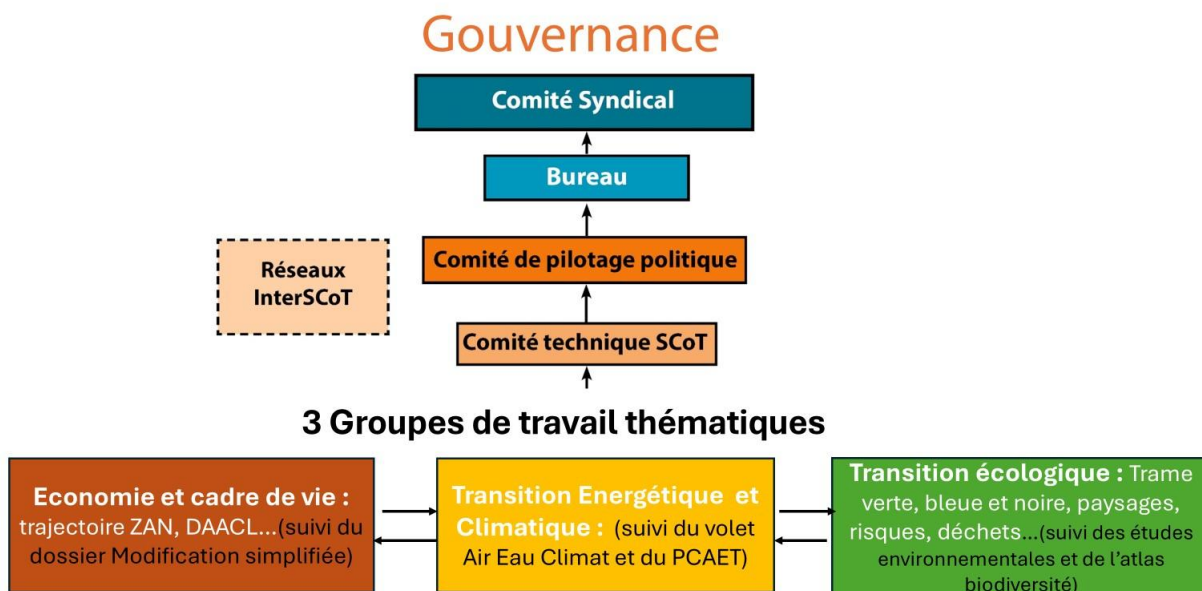 Gouvernance
Comité Syndical
Bureau
Comité de pilotage politique
Réseaux
InterSCoT
Comité technique SCoT
3 Groupes de travail thématiques
Economie et cadre de vie :
trajectoire ZAN, DAACL...(suivi du
dossier Modification simplifiée)
Transition Energétique et
Climatique : (suivi du volet
Air Eau Climat et du PCAET)
Transition écologique : Trame
verte, bleue et noire, paysages,
risques, déchets...(suivi des études
environnementales et de l'atlas
biodiversité)